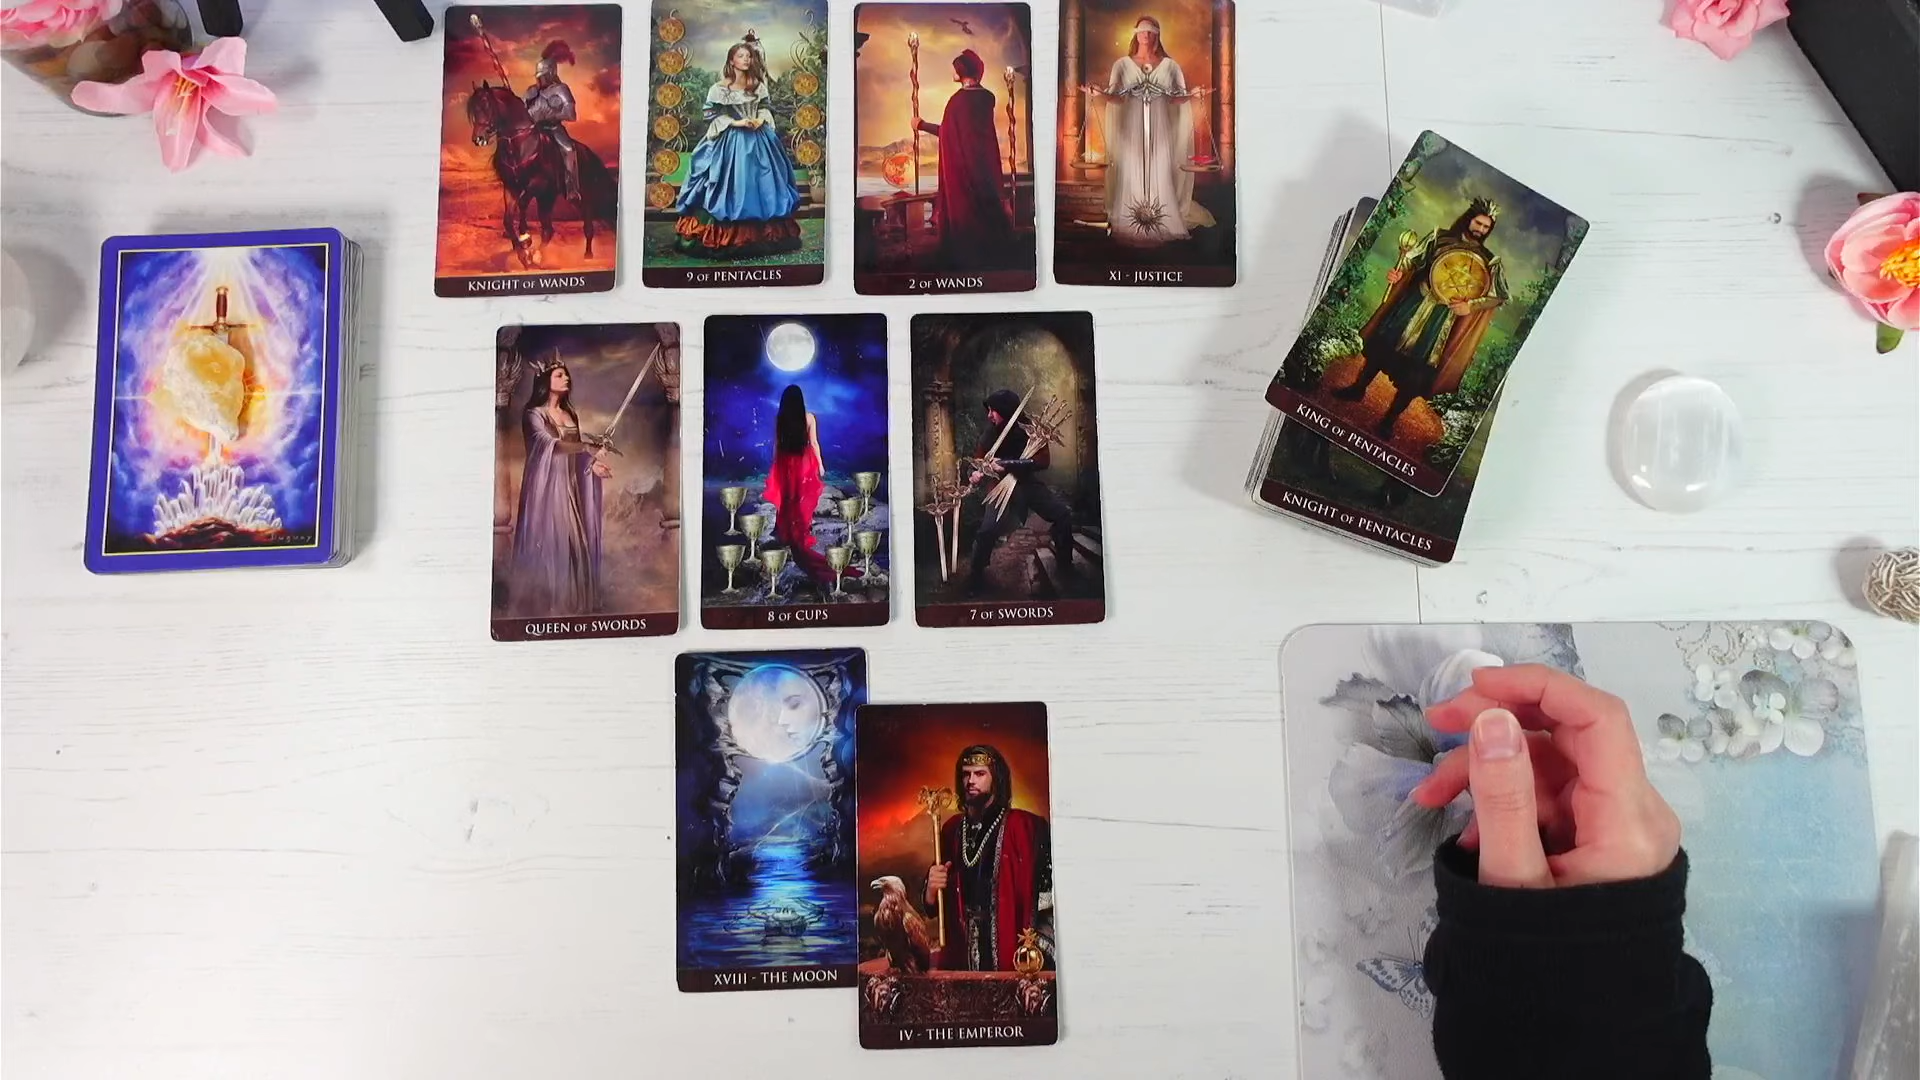 KNIGHT OF WANDS
9 OF PENTACLES
2 OF WANDS
XI - JUSTICE
KING OF PENTACLES
KNIGHT OF PENTACLES
QUEEN OF SWORDS
8 OF CUPS
7 OF SWORDS
XVIII - THE MOON
IV - THE EMPEROR